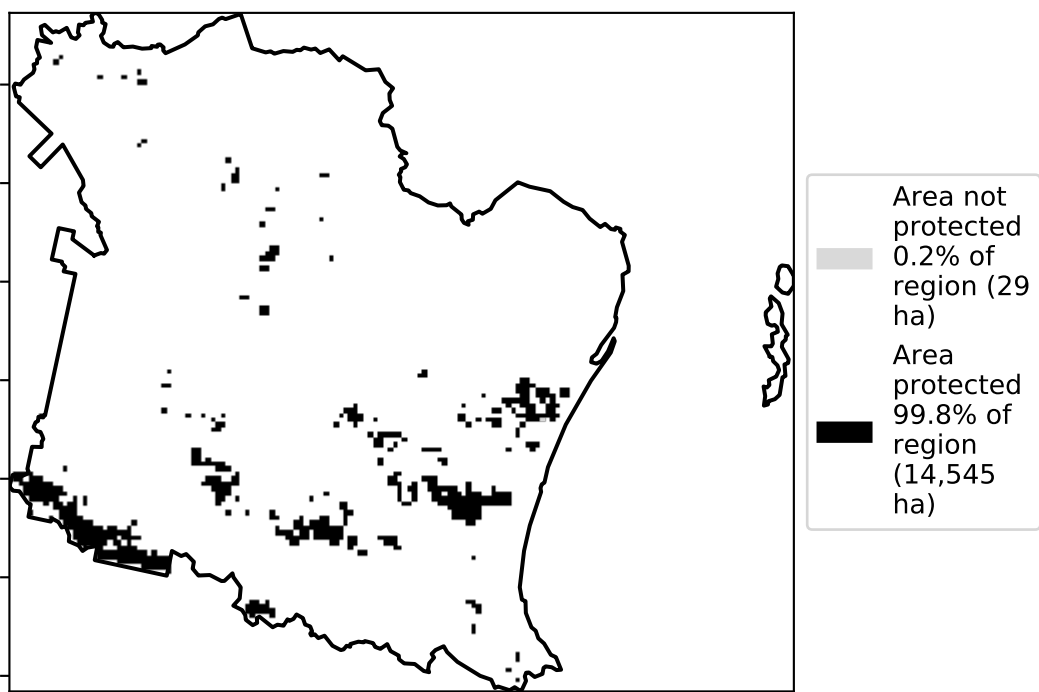 Area not
protected
0.2% of
region (29
ha)
Area
protected
99.8% of
region
(14,545
ha)